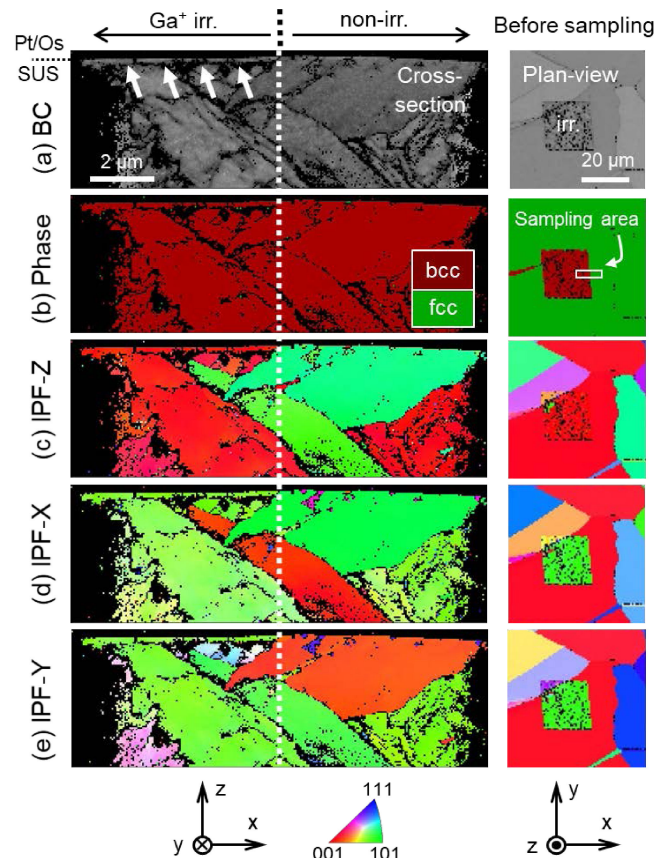 Ga⁺ irr. non-irr. Before sampling
Pt/Os
SUS
(a) BC
Cross-
section
2 μm
Plan-view
irr.
20 μm
(b) Phase
bcc
fcc
Sampling area
(c) IPF-Z
(d) IPF-X
(e) IPF-Y
z
y x
111
001 101
y
z x